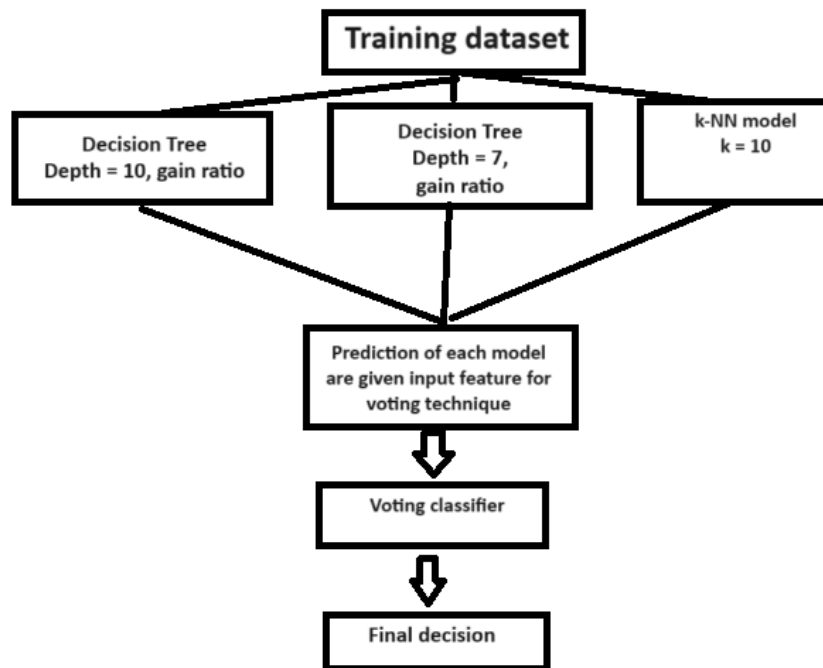 Training dataset
Decision Tree
Depth = 10, gain ratio
Decision Tree
Depth = 7,
gain ratio
k-NN model
k = 10
Prediction of each model
are given input feature for
voting technique
Voting classifier
Final decision